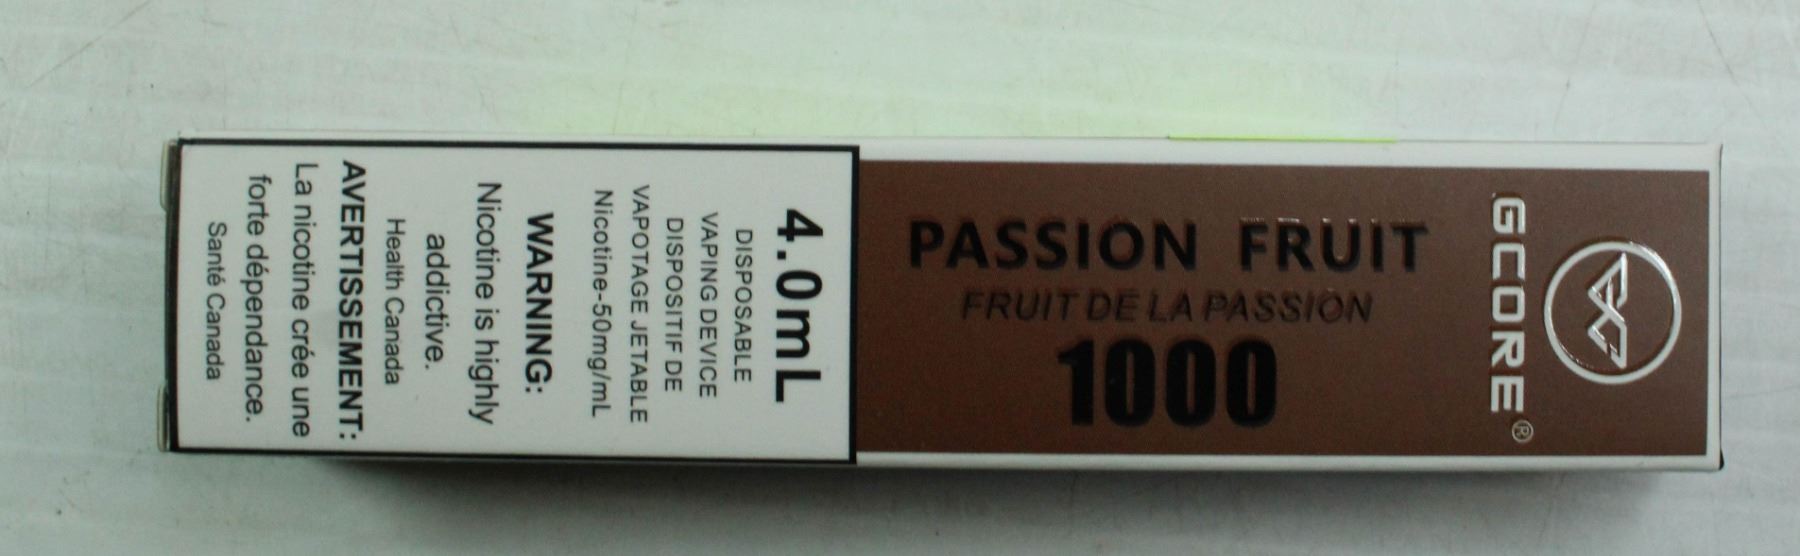 GCORE®
PASSION FRUIT
FRUIT DE LA PASSION
1000
4.0mL
DISPOSABLE
VAPING DEVICE
DISPOSITIF DE
VAPOTAGE JETABLE
Nicotine-50mg/mL
WARNING:
Nicotine is highly
addictive.
Health Canada
AVERTISSEMENT:
La nicotine crée une
forte dépendance.
Santé Canada